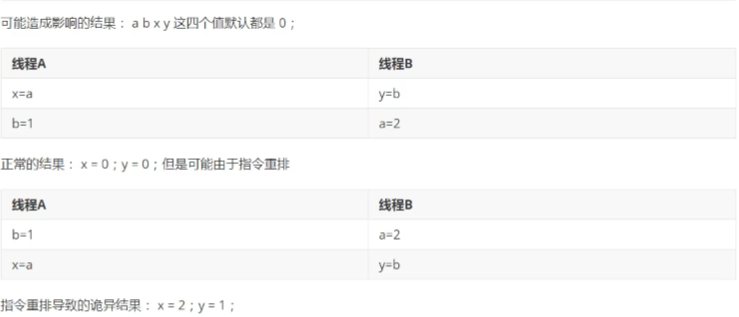 可能造成影响的结果： a b x y 这四个值默认都是 0；
线程A 线程B
x=a y=b
b=1 a=2
正常的结果： x = 0；y = 0；但是可能由于指令重排
线程A 线程B
b=1 a=2
x=a y=b
指令重排导致的诡异结果： x = 2；y = 1；